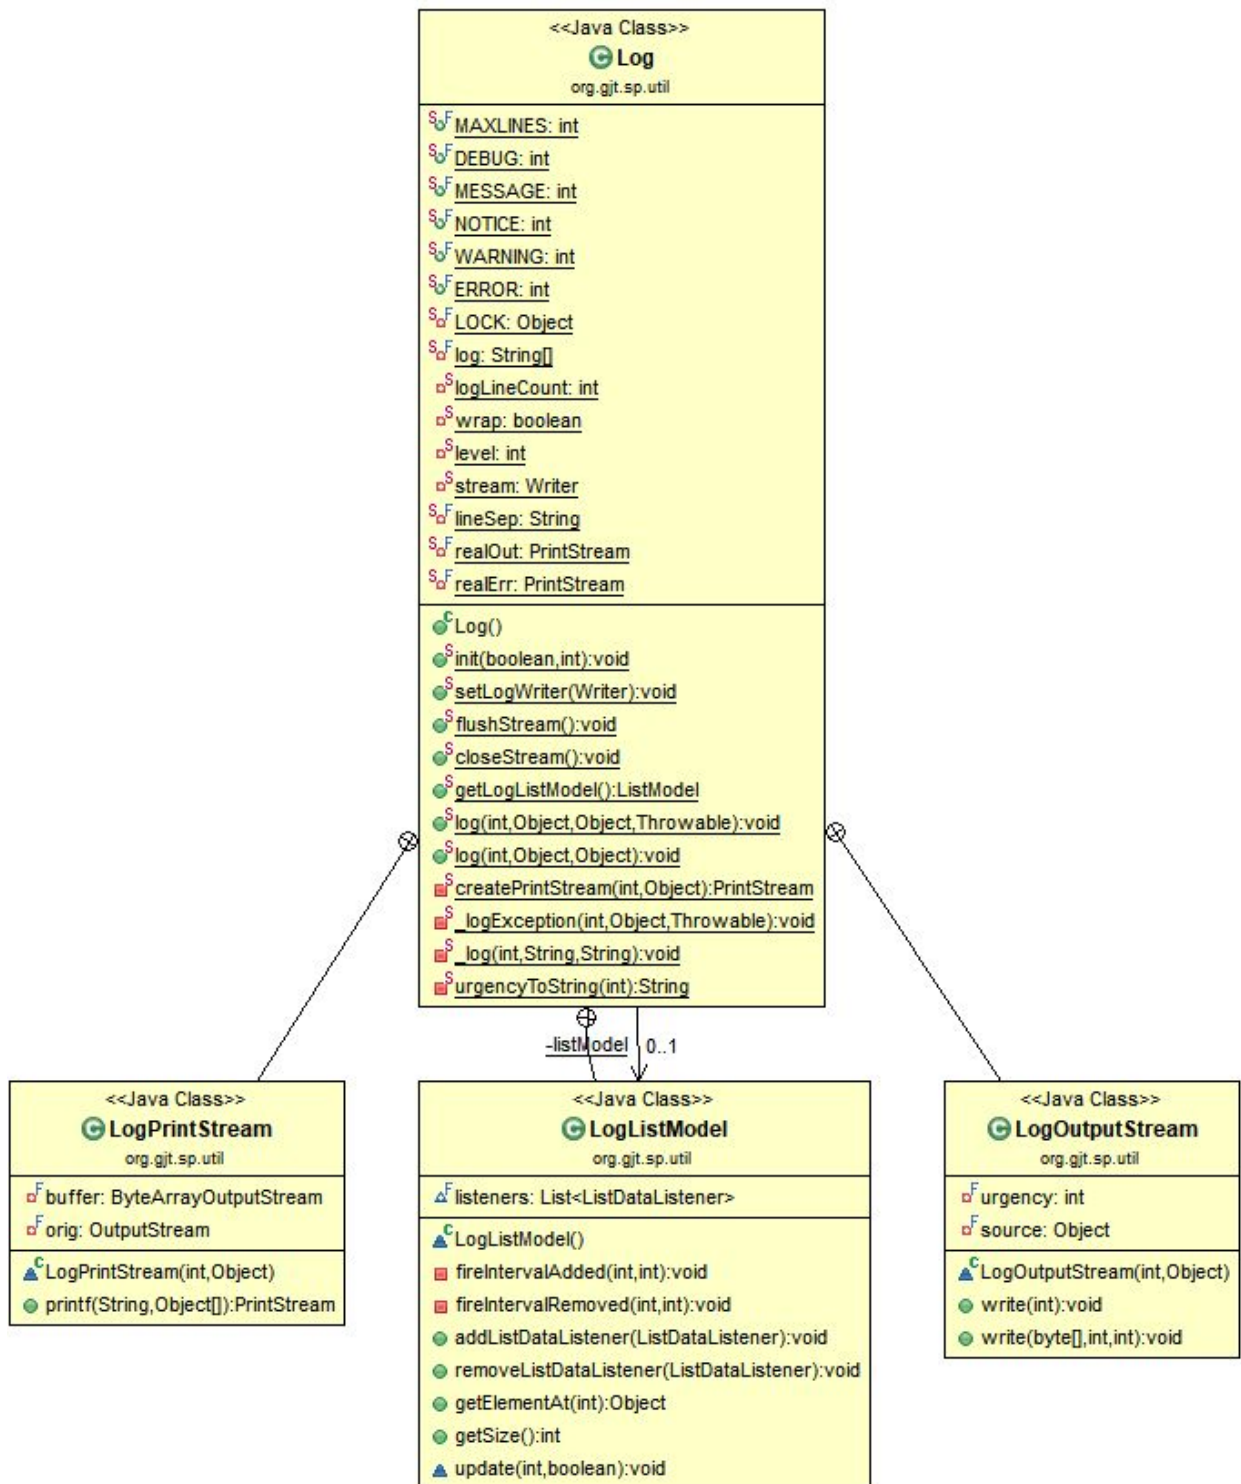 <<Java Class>>
Log
org.gjt.sp.util
MAXLINES: int
DEBUG: int
MESSAGE: int
NOTICE: int
WARNING: int
ERROR: int
LOCK: Object
log: String[]
logLineCount: int
wrap: boolean
level: int
stream: Writer
lineSep: String
realOut: PrintStream
realErr: PrintStream
Log()
init(boolean,int):void
setLogWriter(Writer):void
flushStream():void
closeStream():void
getLogListModel():ListModel
log(int,Object,Object,Throwable):void
log(int,Object,Object):void
createPrintStream(int,Object):PrintStream
_logException(int,Object,Throwable):void
_log(int,String,String):void
urgencyToString(int):String
-listModel 0..1
<<Java Class>>
LogPrintStream
org.gjt.sp.util
buffer: ByteArrayOutputStream
orig: OutputStream
LogPrintStream(int,Object)
printf(String,Object[]):PrintStream
<<Java Class>>
LogListModel
org.gjt.sp.util
listeners: List<ListDataListener>
LogListModel()
fireIntervalAdded(int,int):void
fireIntervalRemoved(int,int):void
addListDataListener(ListDataListener):void
removeListDataListener(ListDataListener):void
getElementAt(int):Object
getSize():int
update(int,boolean):void
<<Java Class>>
LogOutputStream
org.gjt.sp.util
urgency: int
source: Object
LogOutputStream(int,Object)
write(int):void
write(byte[],int,int):void